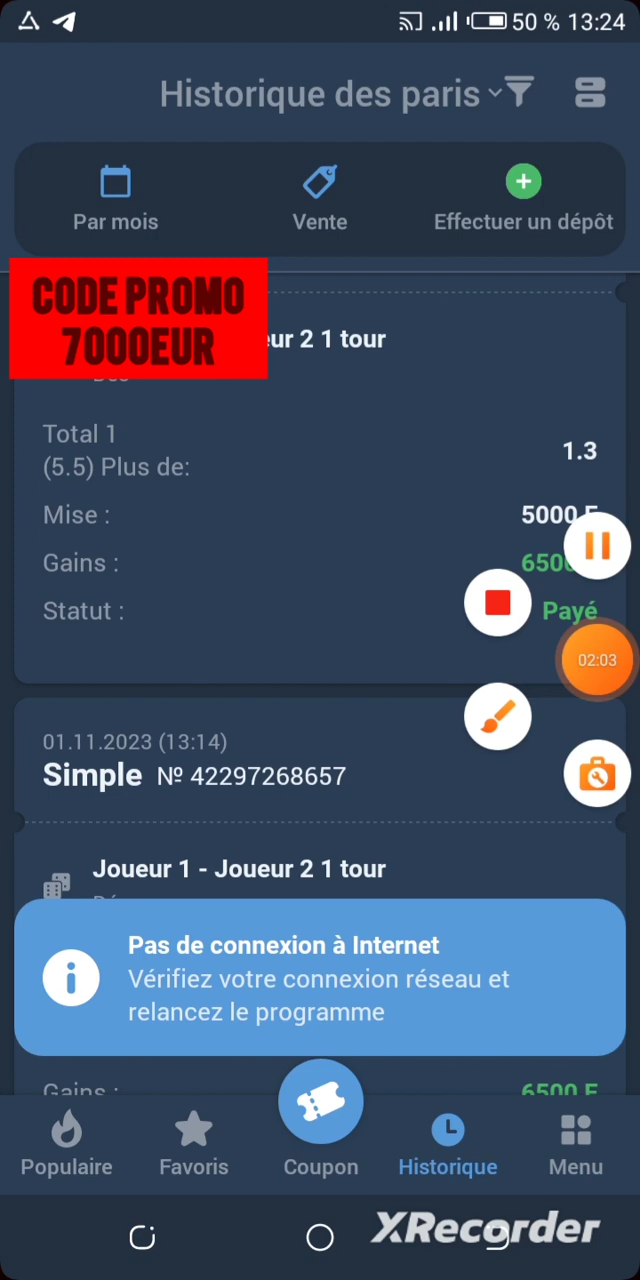 50 % 13:24
Historique des paris
Par mois
Vente
Effectuer un dépôt
CODE PROMO
7000EUR
eur 2 1 tour
Total 1
(5.5) Plus de:
1.3
Mise :
5000 F
Gains :
650
Statut :
Payé
02:03
01.11.2023 (13:14)
Simple № 42297268657
Joueur 1 - Joueur 2 1 tour
Pas de connexion à Internet
Vérifiez votre connexion réseau et
relancez le programme
Gains :
6500 F
Populaire
Favoris
Coupon
Historique
Menu
XRecorder